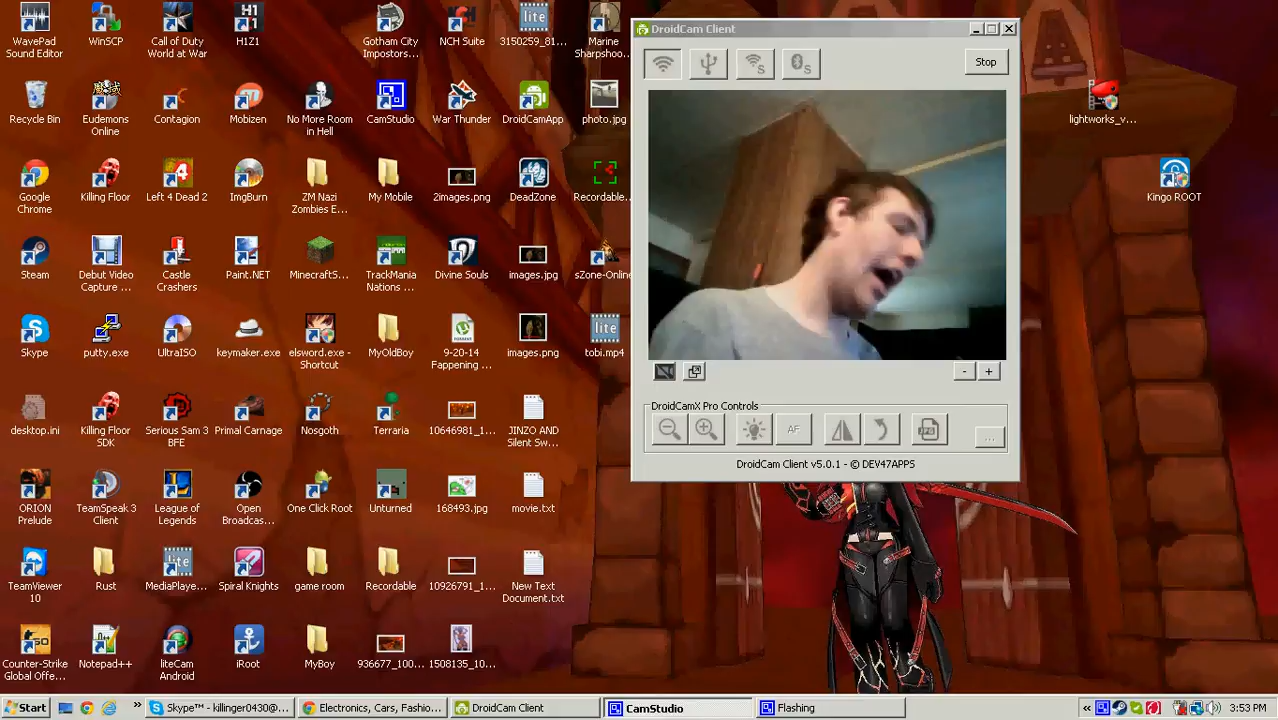 WavePad
Sound Editor
WinSCP
Call of Duty
World at War
H1Z1
Gotham City
Impostors...
NCH Suite
3150259_81...
Marine
Sharpshoo...
Recycle Bin
Eudemons
Online
Contagion
Mobizen
No More Room
in Hell
CamStudio
War Thunder
DroidCamApp
photo.jpg
Google
Chrome
Killing Floor
Left 4 Dead 2
ImgBurn
ZM Nazi
Zombies E...
My Mobile
2images.png
DeadZone
Recordable...
Steam
Debut Video
Capture ...
Castle
Crashers
Paint.NET
MinecraftS...
TrackMania
Nations ...
Divine Souls
images.jpg
sZone-Online
Skype
putty.exe
UltraISO
keymaker.exe
elsword.exe -
Shortcut
MyOldBoy
9-20-14
Fappening ...
images.png
tobi.mp4
desktop.ini
Killing Floor
SDK
Serious Sam 3
BFE
Primal Carnage
Nosgoth
Terraria
10646981_1...
JINZO AND
Silent Sw...
ORION
Prelude
TeamSpeak 3
Client
League of
Legends
Open
Broadcas...
One Click Root
Unturned
168493.jpg
movie.txt
TeamViewer
10
Rust
MediaPlaye...
Spiral Knights
game room
Recordable
10926791_1...
New Text
Document.txt
Counter-Strike
Global Offe...
Notepad++
liteCam
Android
iRoot
MyBoy
936677_100...
1508135_10...
lightworks_v...
Kingo ROOT
DroidCam Client
Stop
- +
DroidCamX Pro Controls
AF
JPG
...
DroidCam Client v5.0.1 - © DEV47APPS
Start
Skype™ - killinger0430@...
Electronics, Cars, Fashio...
DroidCam Client
CamStudio
Flashing
3:53 PM